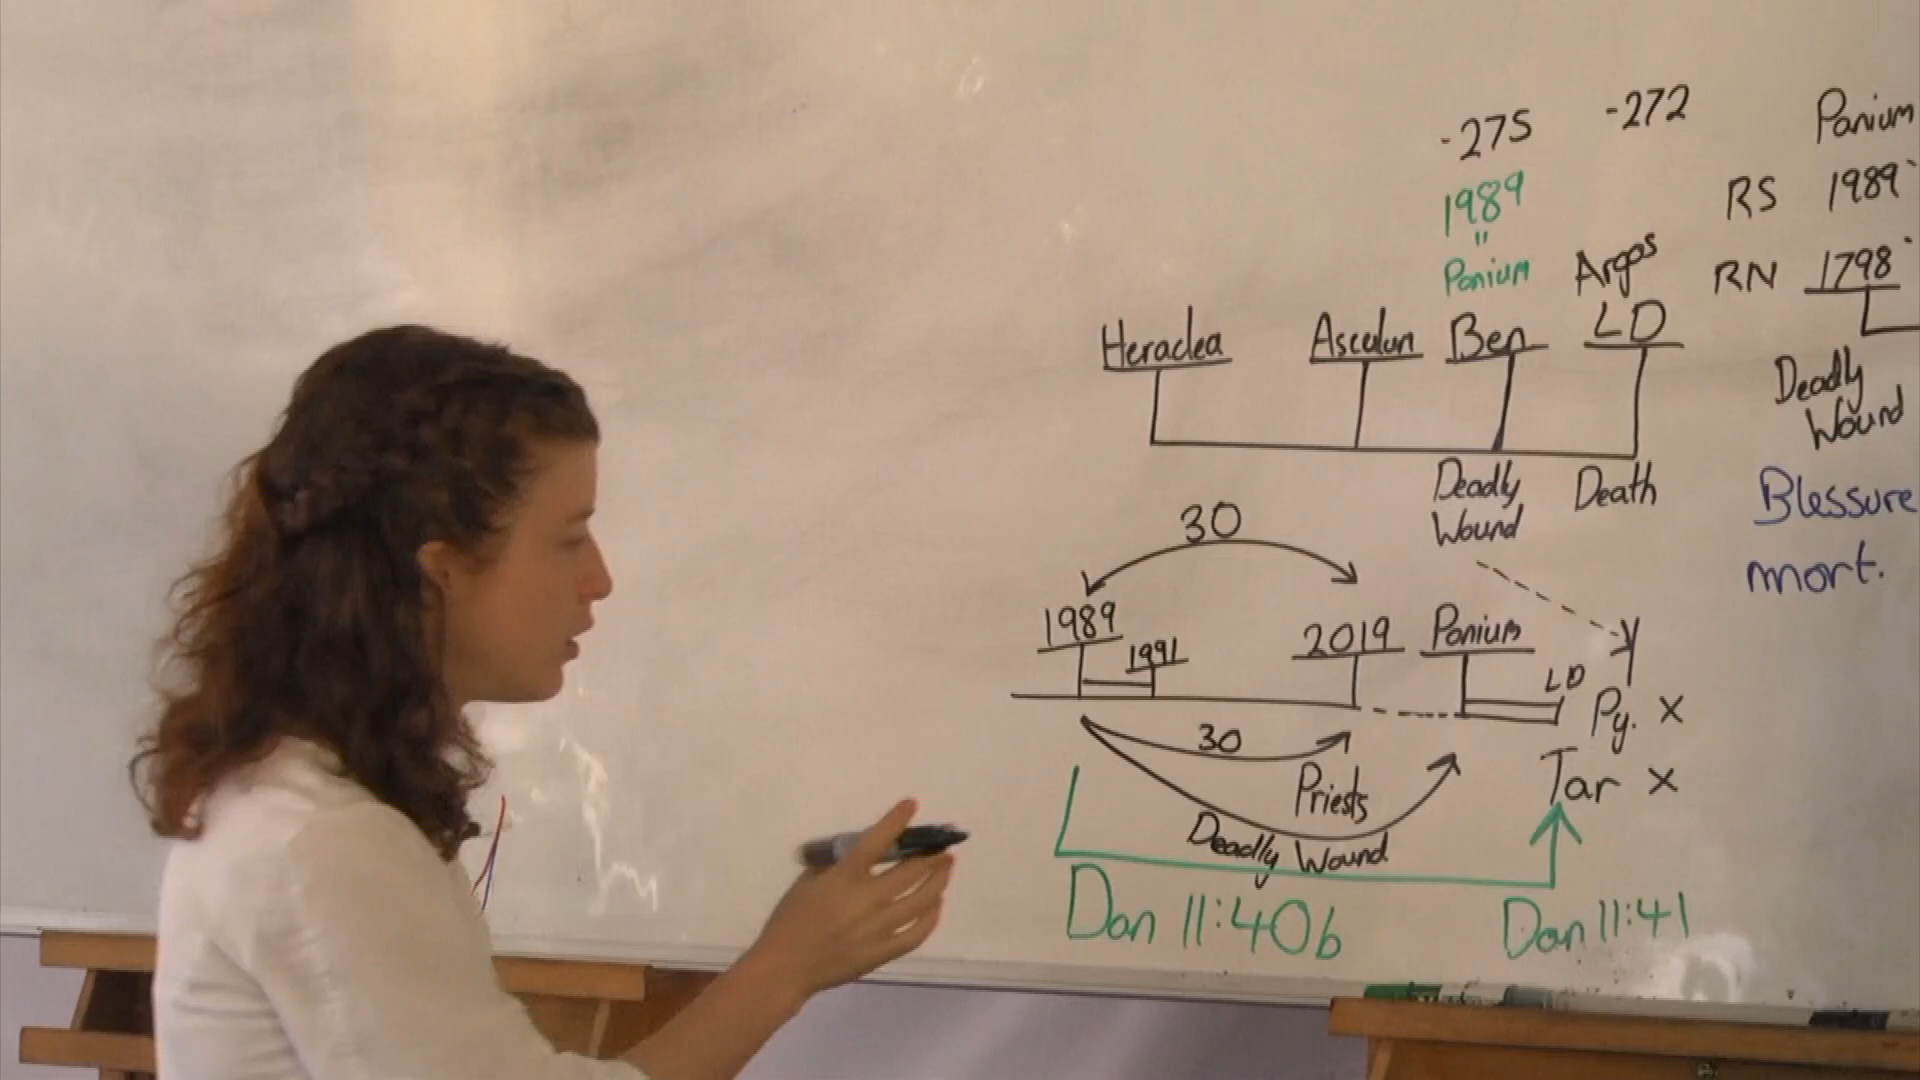 -275 -272 Panium
1989 RS 1989
"
Panium Argos RN 1798
Heraclea Asculun Ben LD
Deadly Wound Death Deadly Wound
Blessure
mort.
30
1989 1991 2019 Panium LD
Py. x
30
Priests Tar x
Deadly Wound
Dan 11:40b Dan 11:41